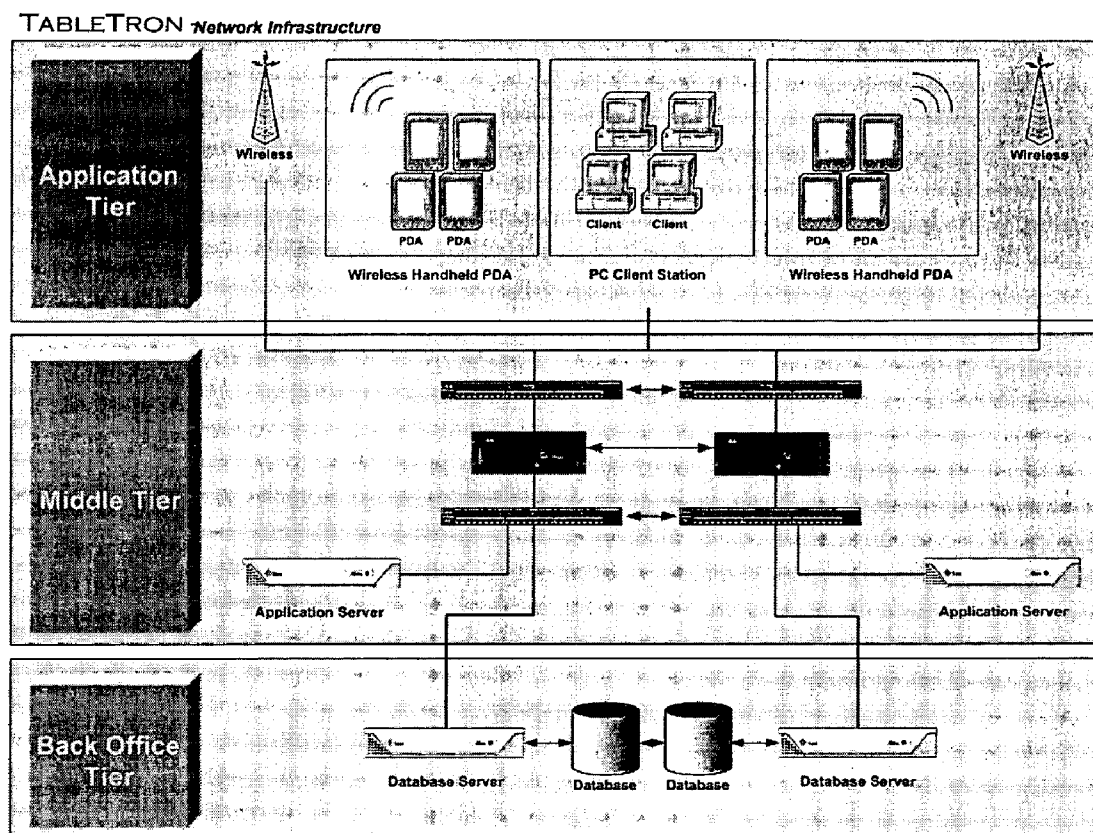 TABLETRON Network Infrastructure
Application
Tier
Wireless
PDA PDA
Wireless Handheld PDA
Client Client
PC Client Station
PDA PDA
Wireless Handheld PDA
Wireless
Middle Tier
Application Server
Application Server
Back Office
Tier
Database Server
Database
Database
Database Server